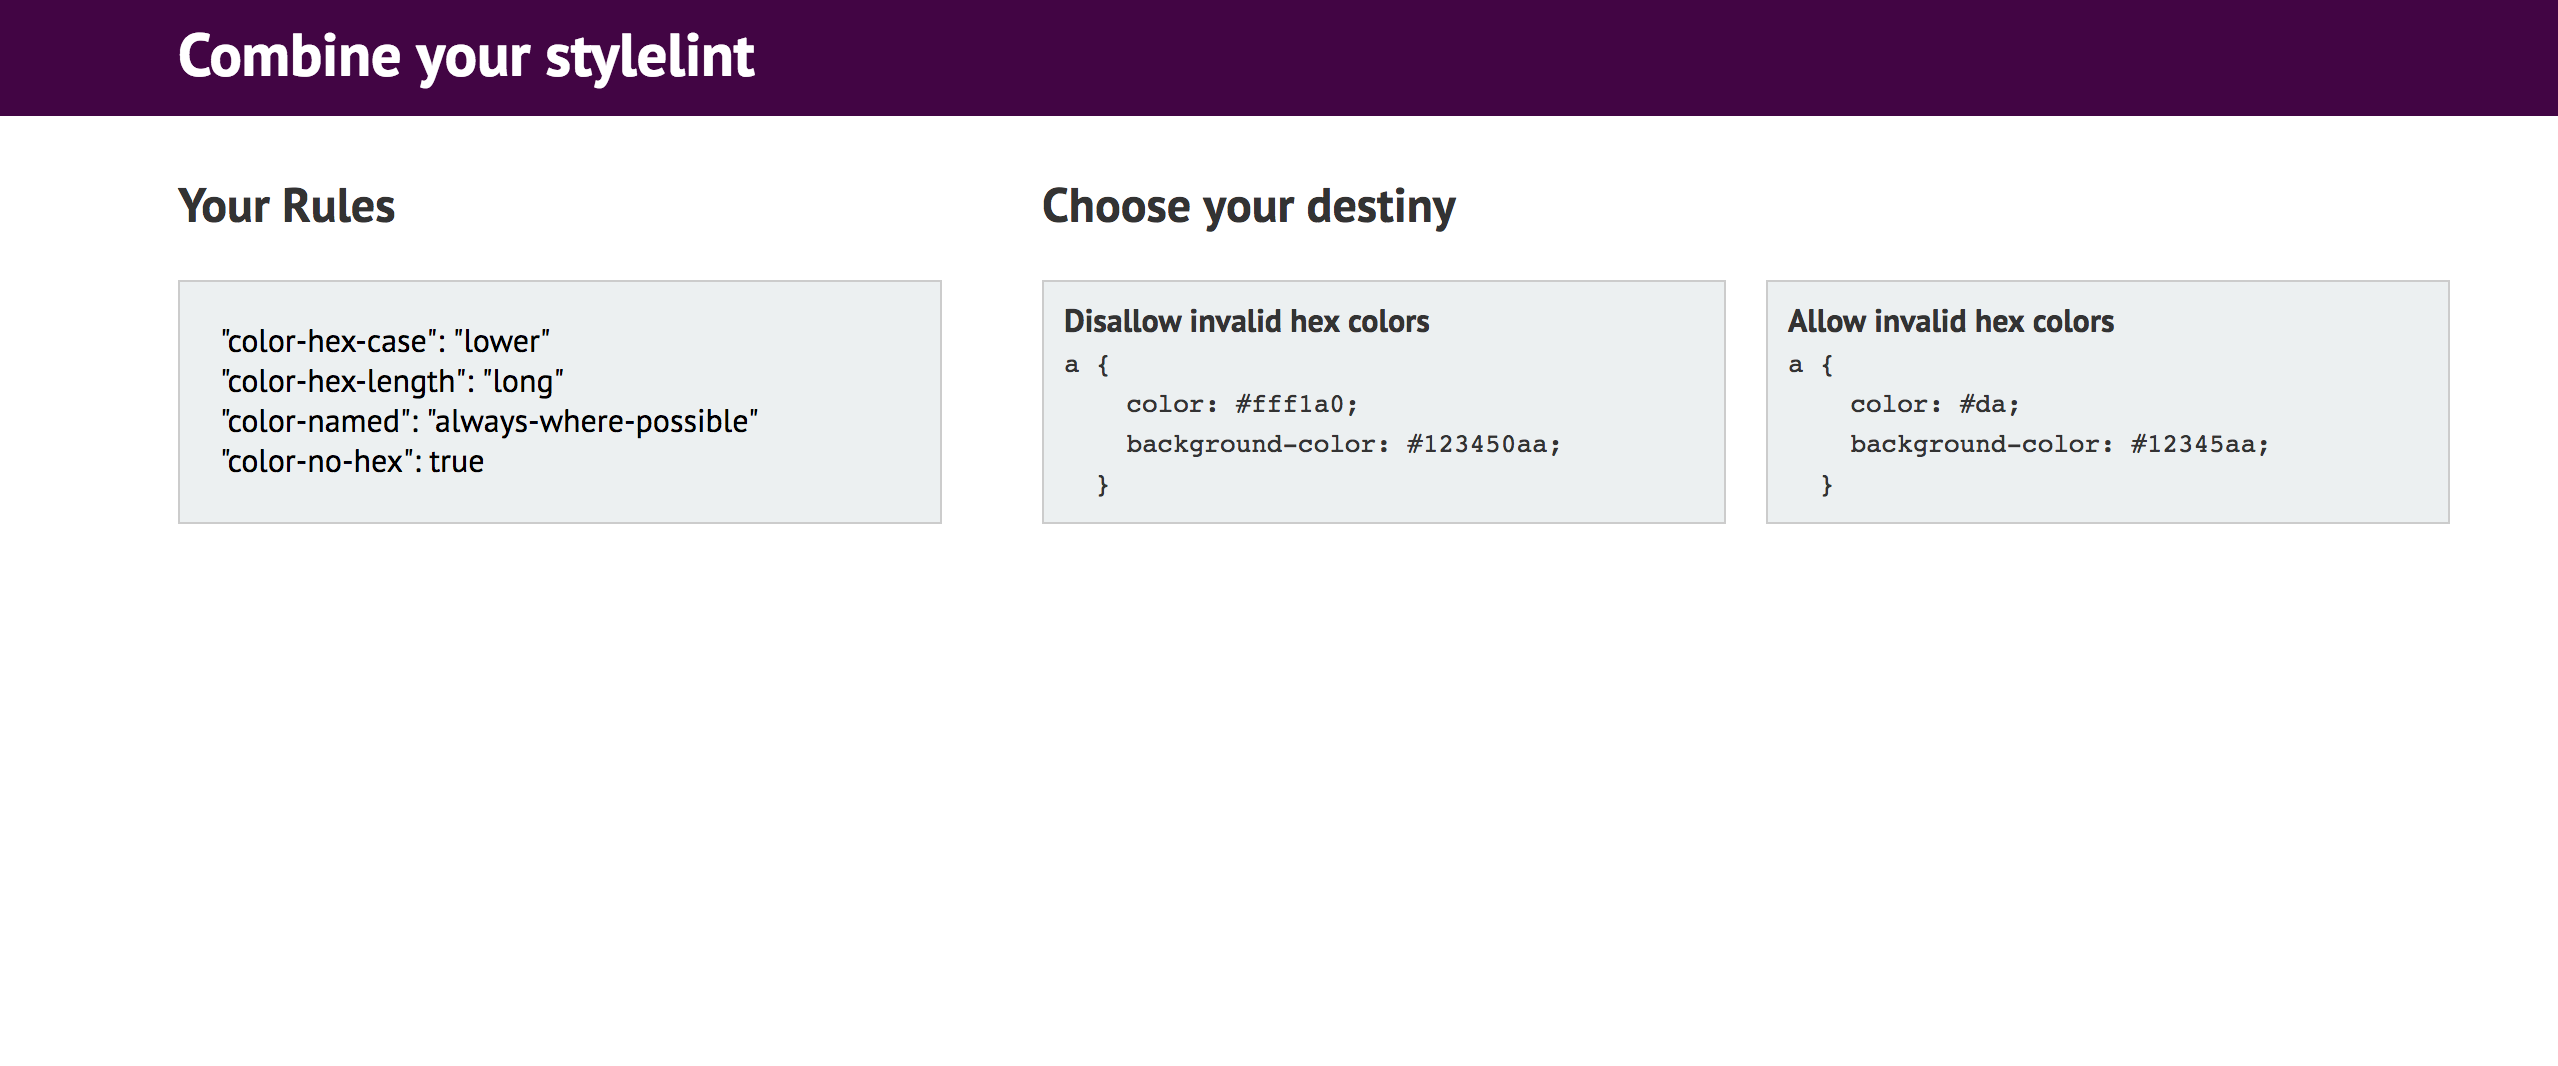 Combine your stylelint
Your Rules
"color-hex-case": "lower"
"color-hex-length": "long"
"color-named": "always-where-possible"
"color-no-hex": true
Choose your destiny
Disallow invalid hex colors
a {
color: #fff1a0;
background-color: #123450aa;
}
Allow invalid hex colors
a {
color: #da;
background-color: #12345aa;
}